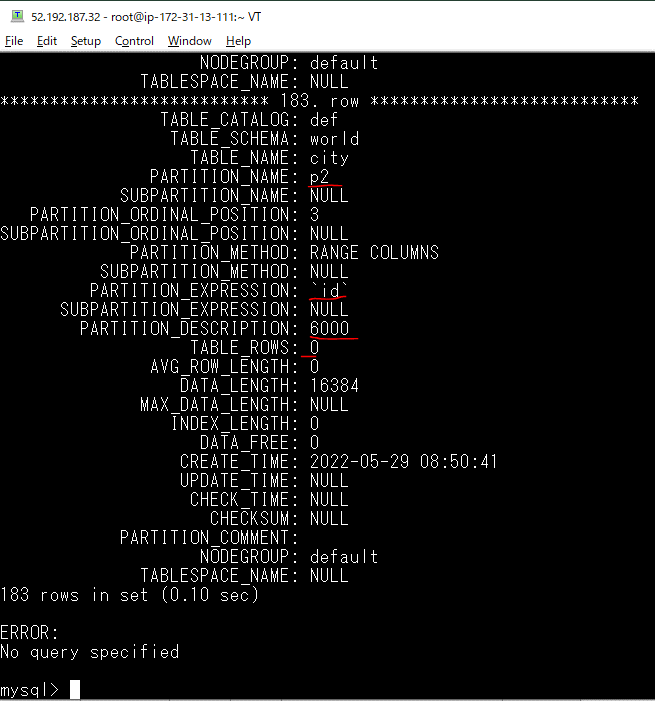 52.192.187.32 - root@ip-172-31-13-111:~ VT
File Edit Setup Control Window Help
NODEGROUP: default
TABLESPACE_NAME: NULL
*************************** 183. row ***************************
TABLE_CATALOG: def
TABLE_SCHEMA: world
TABLE_NAME: city
PARTITION_NAME: p2
SUBPARTITION_NAME: NULL
PARTITION_ORDINAL_POSITION: 3
SUBPARTITION_ORDINAL_POSITION: NULL
PARTITION_METHOD: RANGE COLUMNS
SUBPARTITION_METHOD: NULL
PARTITION_EXPRESSION: `id`
SUBPARTITION_EXPRESSION: NULL
PARTITION_DESCRIPTION: 6000
TABLE_ROWS: 0
AVG_ROW_LENGTH: 0
DATA_LENGTH: 16384
MAX_DATA_LENGTH: NULL
INDEX_LENGTH: 0
DATA_FREE: 0
CREATE_TIME: 2022-05-29 08:50:41
UPDATE_TIME: NULL
CHECK_TIME: NULL
CHECKSUM: NULL
PARTITION_COMMENT:
NODEGROUP: default
TABLESPACE_NAME: NULL
183 rows in set (0.10 sec)
ERROR:
No query specified
mysql>